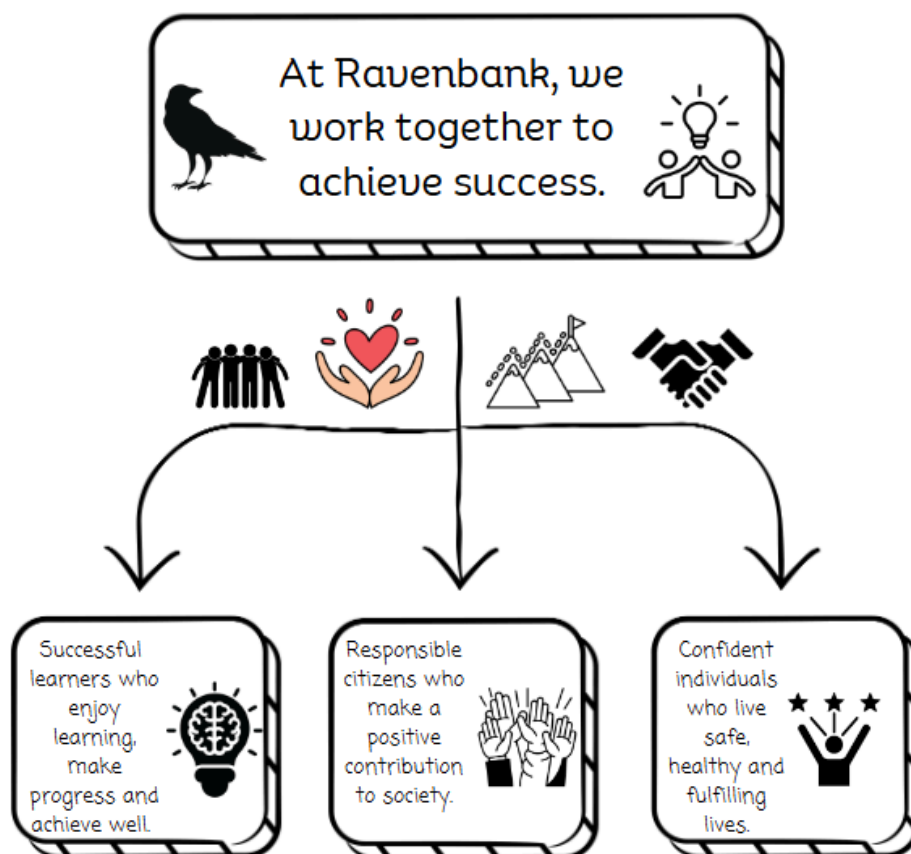 At Ravenbank, we
work together to
achieve success.
Successful
learners who
enjoy
learning,
make
progress and
achieve well.
Responsible
citizens who
make a
positive
contribution
to society.
Confident
individuals
who live
safe,
healthy and
fulfilling
lives.